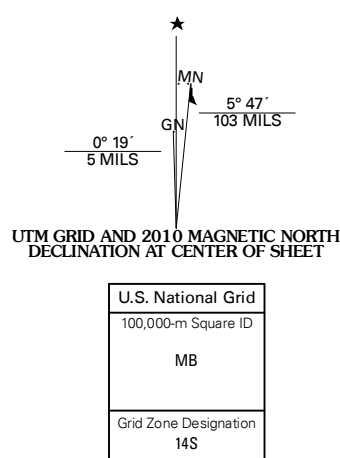 MN
GN
5° 47´
103 MILS
0° 19´
5 MILS
UTM GRID AND 2010 MAGNETIC NORTH
DECLINATION AT CENTER OF SHEET
U.S. National Grid
100,000-m Square ID
MB
Grid Zone Designation
14S